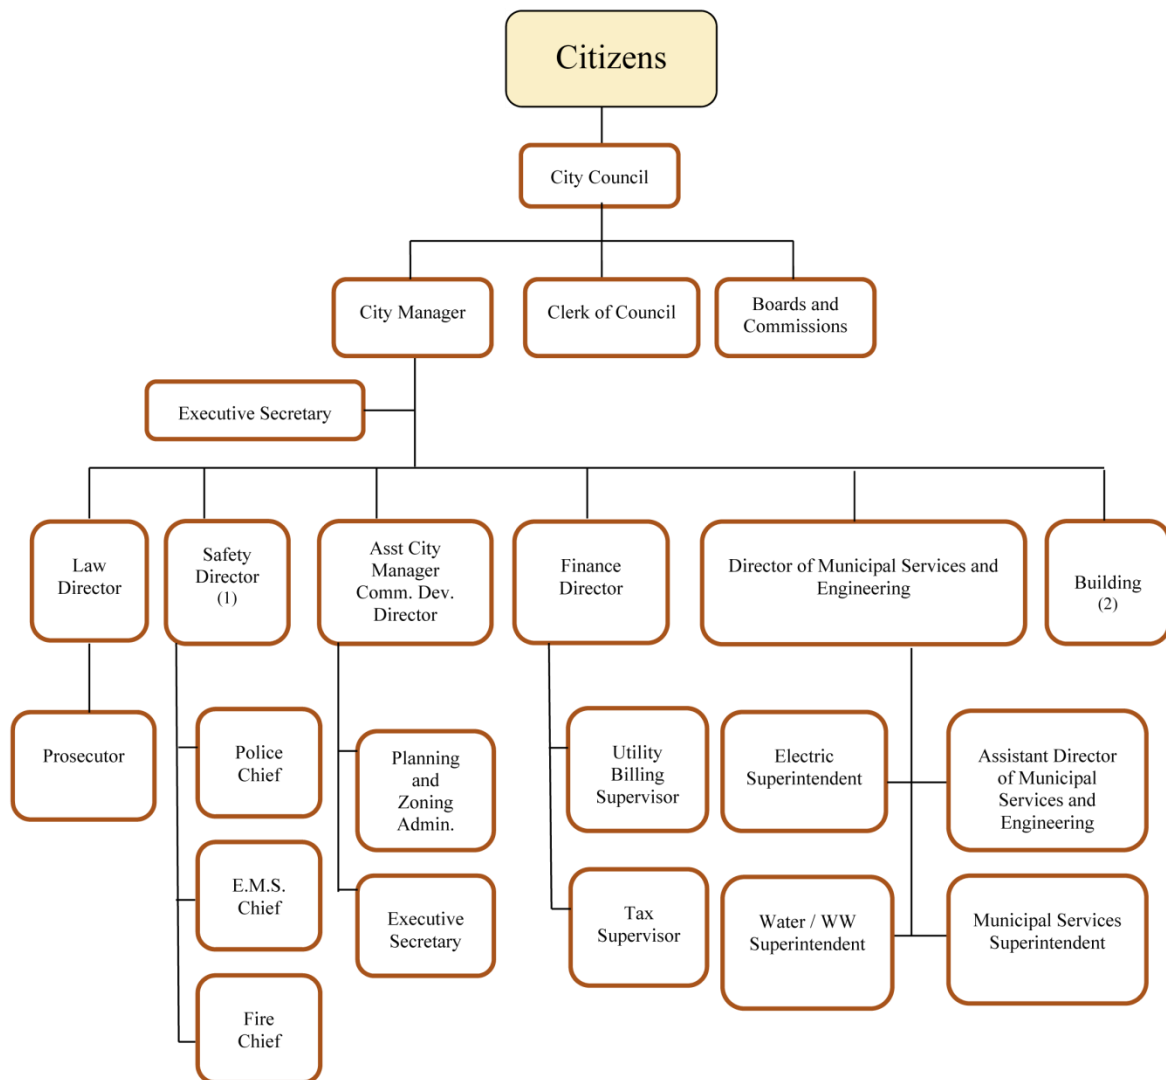 Citizens
City Council
City Manager
Clerk of Council
Boards and
Commissions
Executive Secretary
Law
Director
Safety
Director
(1)
Asst City
Manager
Comm. Dev.
Director
Finance
Director
Director of Municipal Services and
Engineering
Building
(2)
Prosecutor
Police
Chief
E.M.S.
Chief
Fire
Chief
Planning
and
Zoning
Admin.
Executive
Secretary
Utility
Billing
Supervisor
Tax
Supervisor
Electric
Superintendent
Assistant Director
of Municipal
Services and
Engineering
Water / WW
Superintendent
Municipal Services
Superintendent